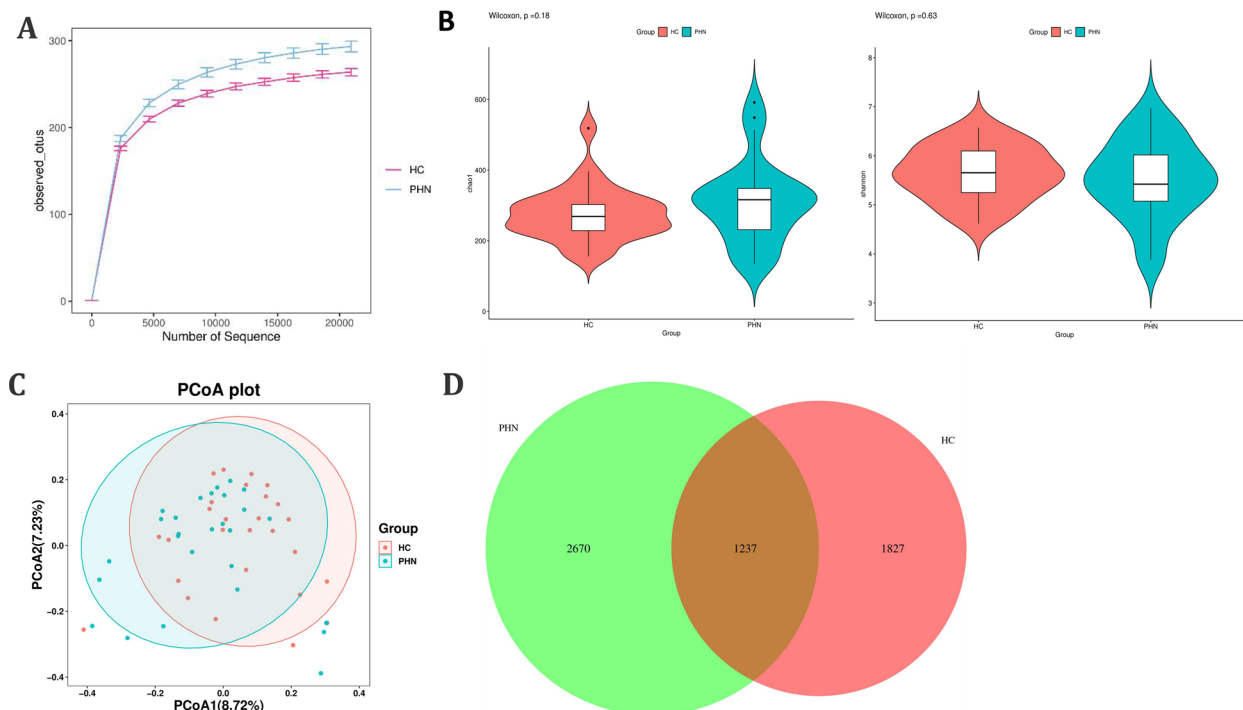 A
observed_otus
300
200
100
0
0 5000 10000 15000 20000
Number of Sequence
HC
PHN
B
Wilcoxon, p =0.18
Group HC PHN
chao1
600
400
200
0
HC PHN
Group
Wilcoxon, p =0.63
Group HC PHN
shannon
8
7
6
5
4
3
HC PHN
Group
C
PCoA plot
PCoA2(7.23%)
0.4
0.2
0.0
−0.2
−0.4
−0.4 −0.2 0.0 0.2 0.4
PCoA1(8.72%)
Group
HC
PHN
D
PHN
HC
2670 1237 1827